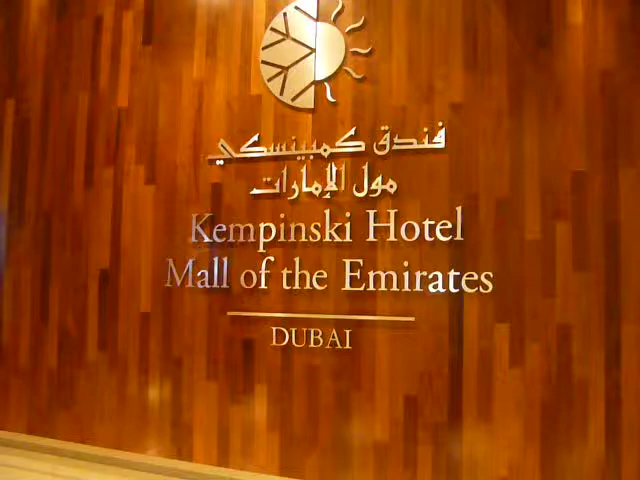 فندق كمبينسكي
مول الإمارات
Kempinski Hotel
Mall of the Emirates
DUBAI